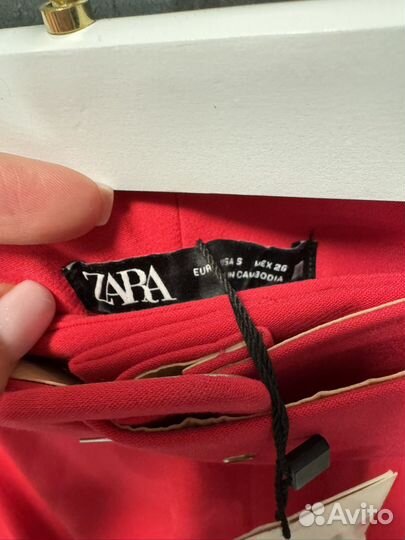 ZARA
EUR
USA S
MEX 26
IN CAMBODIA
Avito